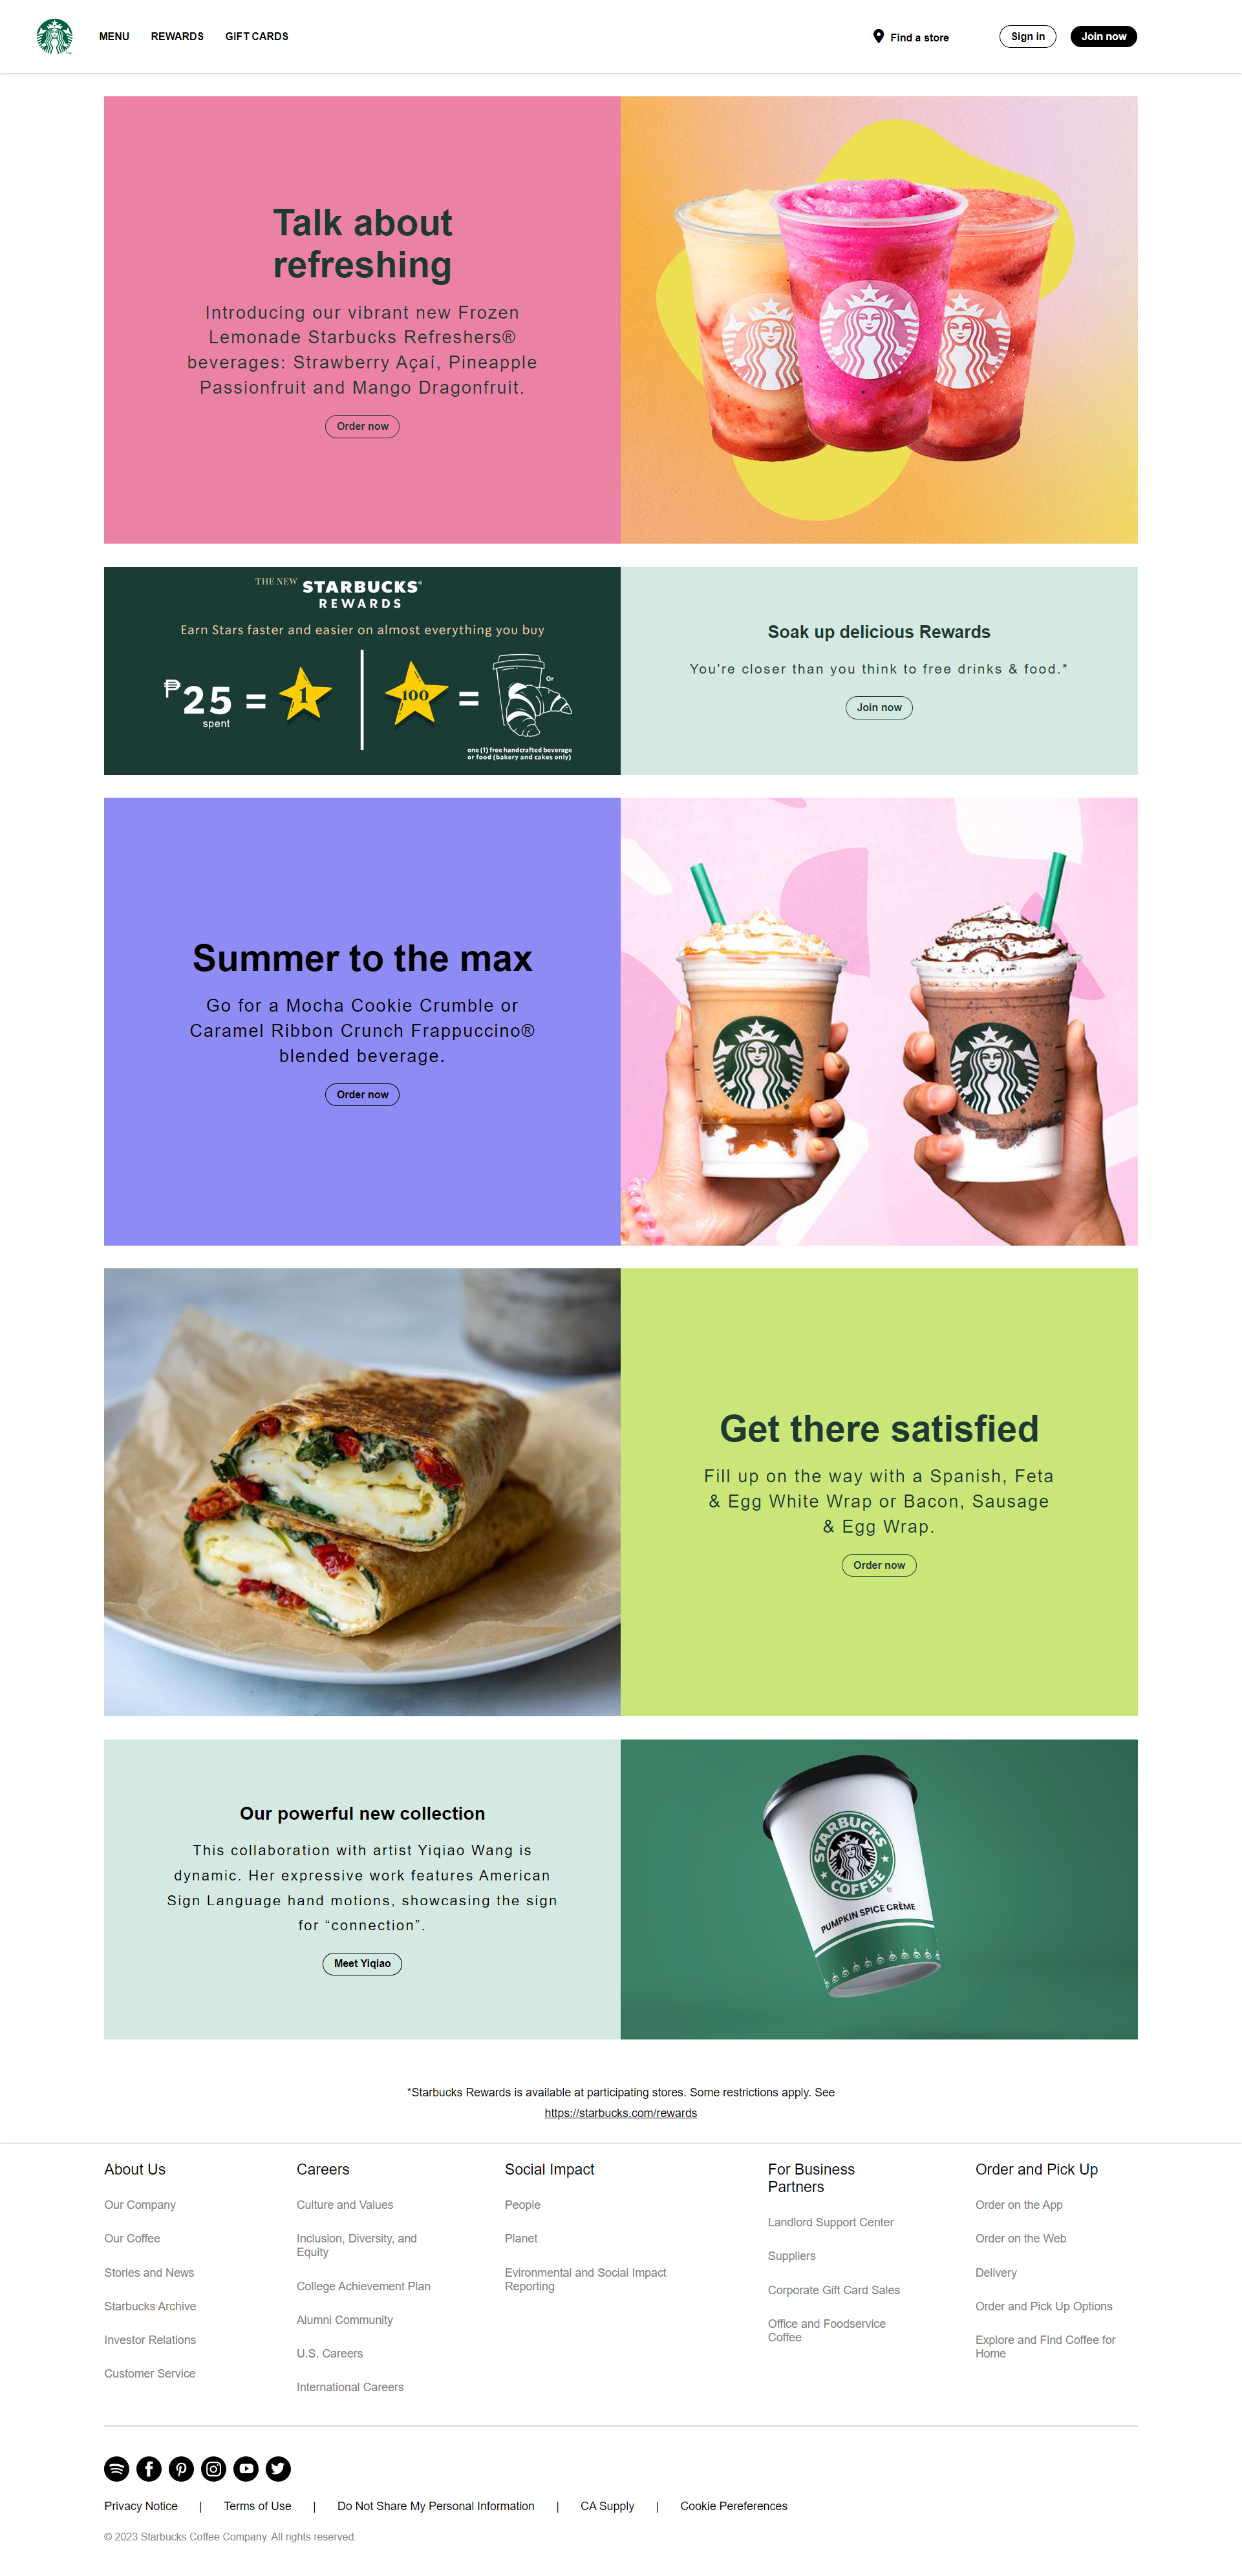 MENU REWARDS GIFT CARDS Find a store Sign in Join now
Talk about
refreshing
Introducing our vibrant new Frozen
Lemonade Starbucks Refreshers®
beverages: Strawberry Açaí, Pineapple
Passionfruit and Mango Dragonfruit.
Order now
THE NEW STARBUCKS®
REWARDS
Earn Stars faster and easier on almost everything you buy
₱25 = 1 | 100 =
spent
Or
one (1) free handcrafted beverage
or food (bakery and cakes only)
Soak up delicious Rewards
You're closer than you think to free drinks & food.*
Join now
Summer to the max
Go for a Mocha Cookie Crumble or
Caramel Ribbon Crunch Frappuccino®
blended beverage.
Order now
Get there satisfied
Fill up on the way with a Spanish, Feta
& Egg White Wrap or Bacon, Sausage
& Egg Wrap.
Order now
Our powerful new collection
This collaboration with artist Yiqiao Wang is
dynamic. Her expressive work features American
Sign Language hand motions, showcasing the sign
for “connection”.
Meet Yiqiao
STARBUCKS
COFFEE
PUMPKIN SPICE CRÈME
*Starbucks Rewards is available at participating stores. Some restrictions apply. See
https://starbucks.com/rewards
About Us
Our Company
Our Coffee
Stories and News
Starbucks Archive
Investor Relations
Customer Service
Careers
Culture and Values
Inclusion, Diversity, and
Equity
College Achievement Plan
Alumni Community
U.S. Careers
International Careers
Social Impact
People
Planet
Evironmental and Social Impact
Reporting
For Business
Partners
Landlord Support Center
Suppliers
Corporate Gift Card Sales
Office and Foodservice
Coffee
Order and Pick Up
Order on the App
Order on the Web
Delivery
Order and Pick Up Options
Explore and Find Coffee for
Home
Privacy Notice | Terms of Use | Do Not Share My Personal Information | CA Supply | Cookie Pereferences
© 2023 Starbucks Coffee Company. All rights reserved.